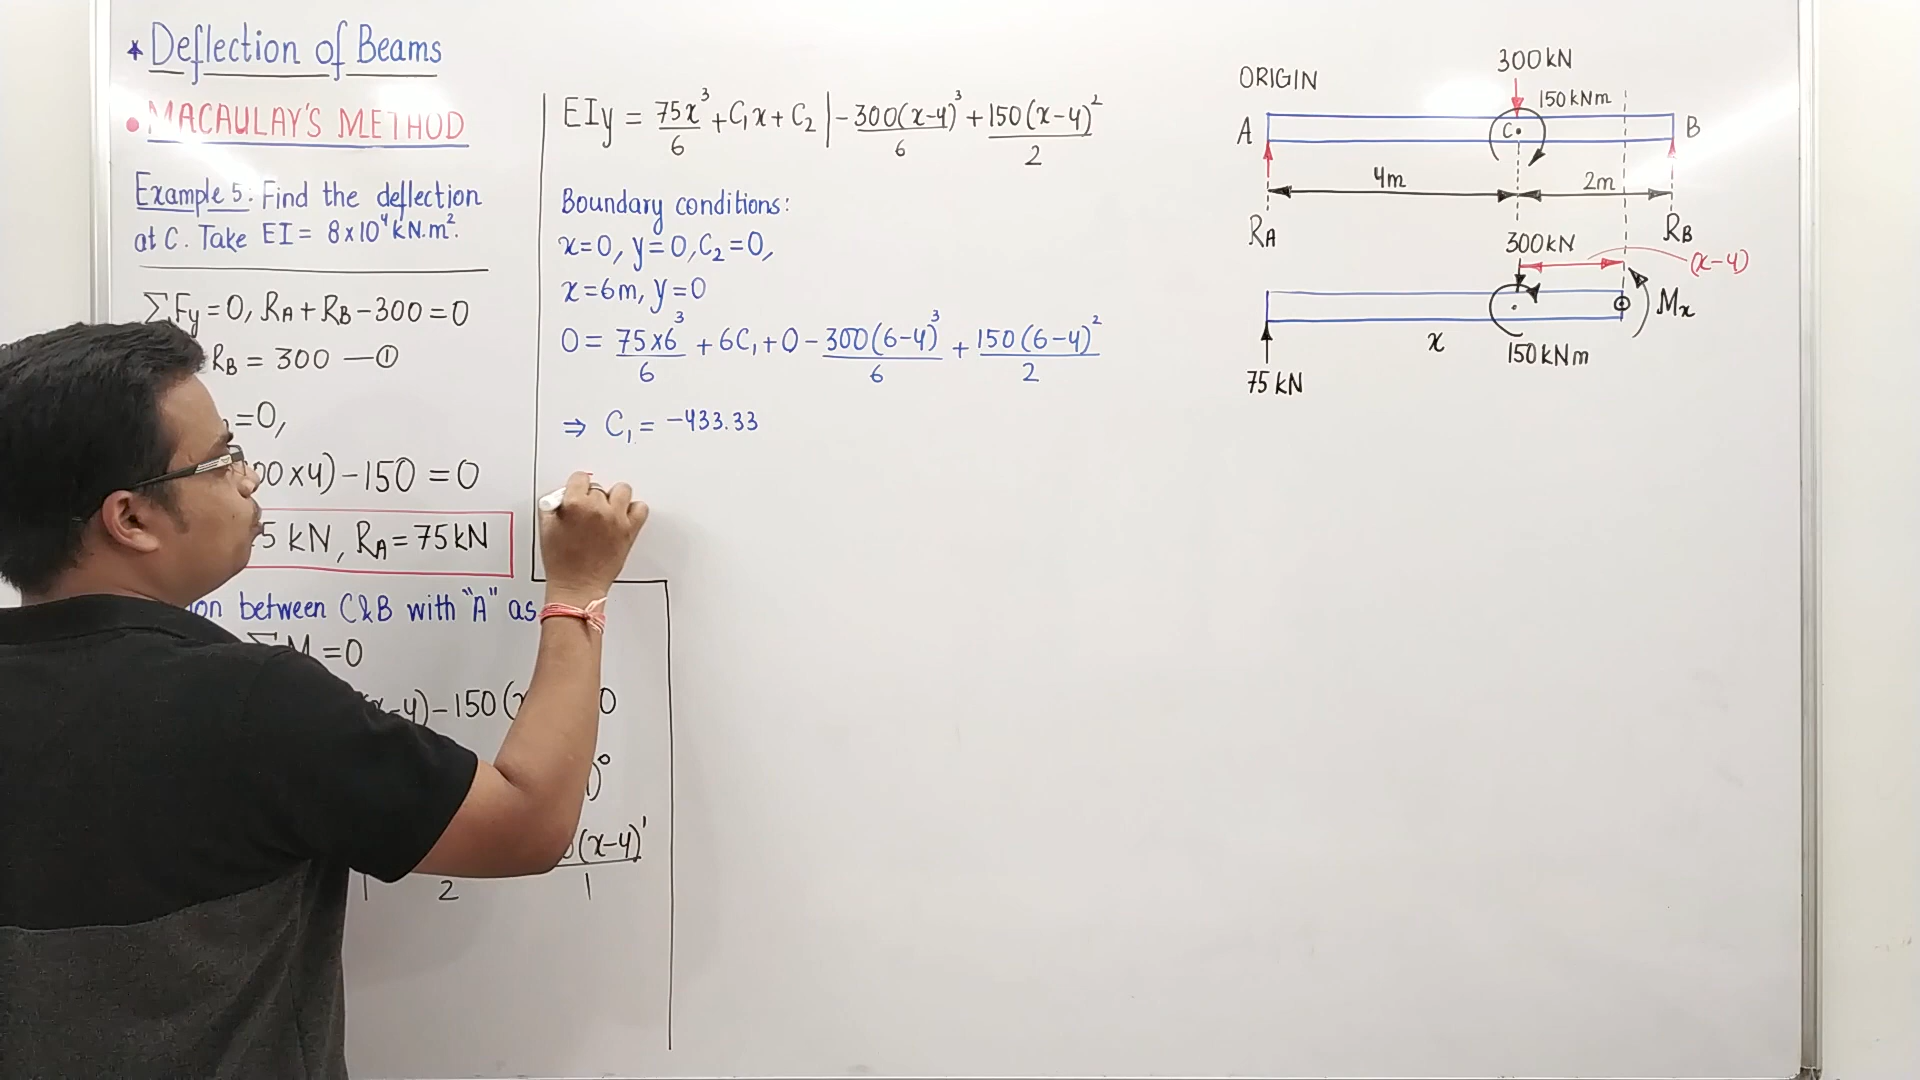 * Deflection of Beams
• MACAULAY'S METHOD
Example 5: Find the deflection
at C. Take EI = 8x10⁴ kN.m².
ΣFy=0, RA+RB-300=0
RB = 300 —①
=0,
00x4)-150=0
5 kN, RA=75kN
on between C&B with "A" as
ΣM=0
x-4)-150( 0
)⁰
(x-4)¹
1 2 1
EIy = 75x³/6 + C₁x + C₂ | -300(x-4)³/6 + 150(x-4)²/2
Boundary conditions:
x=0, y=0, C₂=0,
x=6m, y=0
0 = 75x6³/6 + 6C₁+0 - 300(6-4)³/6 + 150(6-4)²/2
⇒ C₁ = -433.33
300kN
ORIGIN
150kNm
A C B
4m 2m
RA RB
300kN
(x-4)
Mx
x 150kNm
75 kN